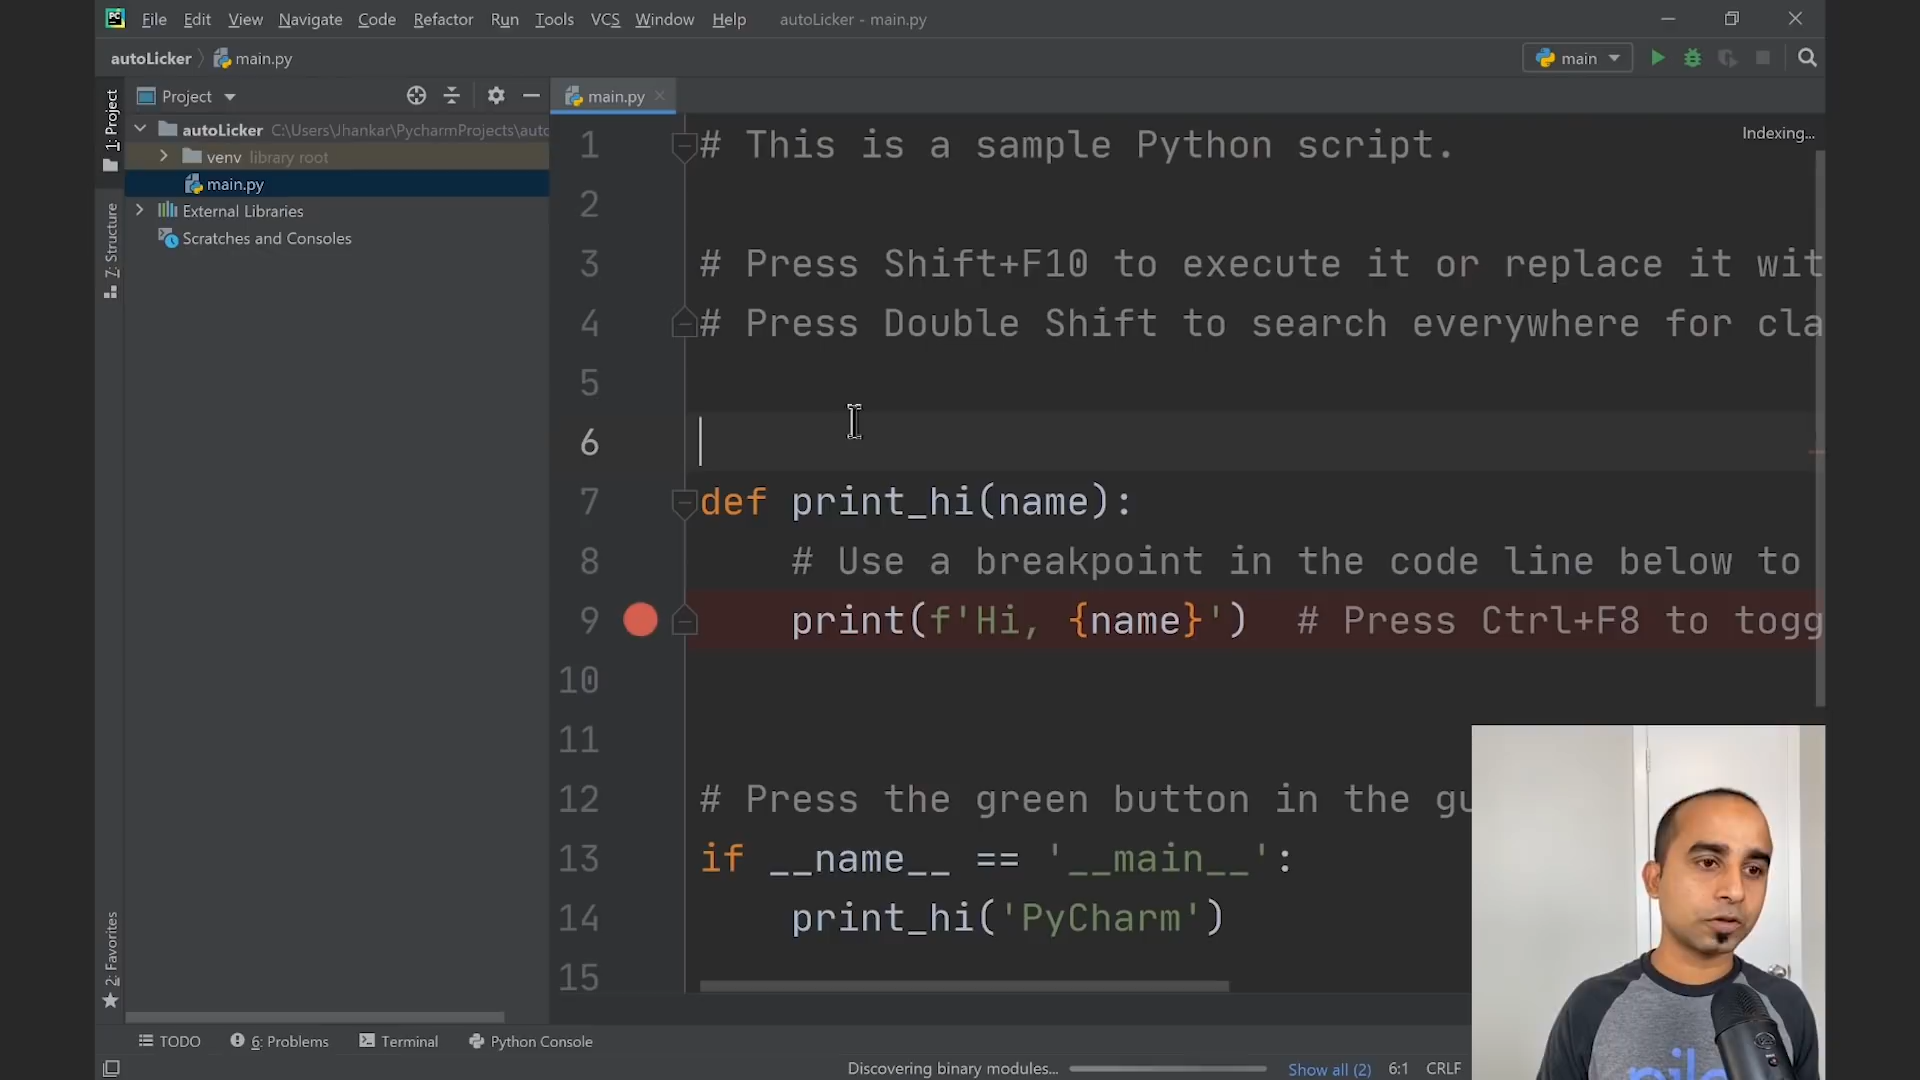 File Edit View Navigate Code Refactor Run Tools VCS Window Help autoLicker - main.py
autoLicker main.py
main
1: Project
Project
main.py
Indexing...
autoLicker C:\Users\Jhankar\PycharmProjects\auto
venv library root
main.py
External Libraries
Scratches and Consoles
7: Structure
2: Favorites
1 # This is a sample Python script.
2
3 # Press Shift+F10 to execute it or replace it wit
4 # Press Double Shift to search everywhere for cla
5
6
7 def print_hi(name):
8 # Use a breakpoint in the code line below to
9 print(f'Hi, {name}') # Press Ctrl+F8 to togg
10
11
12 # Press the green button in the gu
13 if __name__ == '__main__':
14 print_hi('PyCharm')
15
TODO 6: Problems Terminal Python Console
Discovering binary modules... Show all (2) 6:1 CRLF